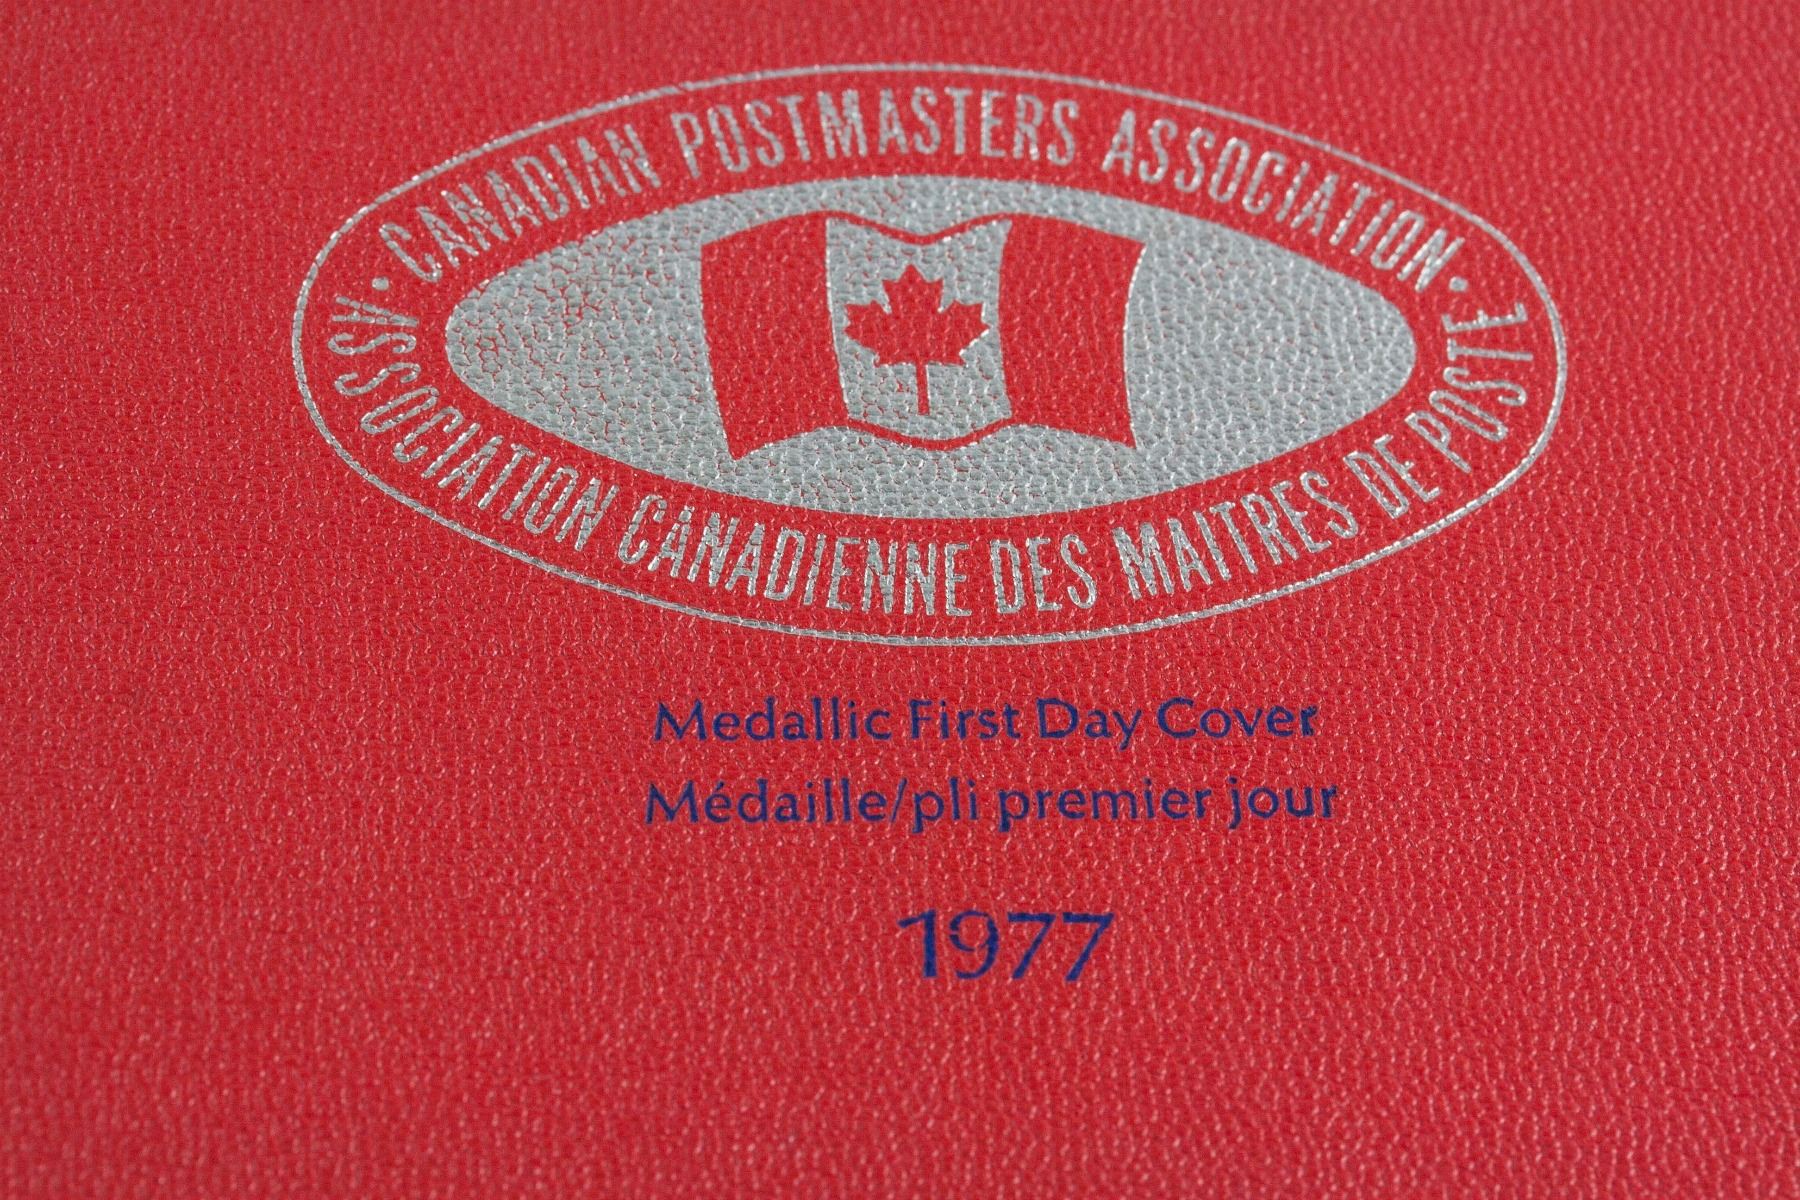 • CANADIAN POSTMASTERS ASSOCIATION •
ASSOCIATION CANADIENNE DES MAITRES DE POSTE
Medallic First Day Cover
Médaille/pli premier jour
1977